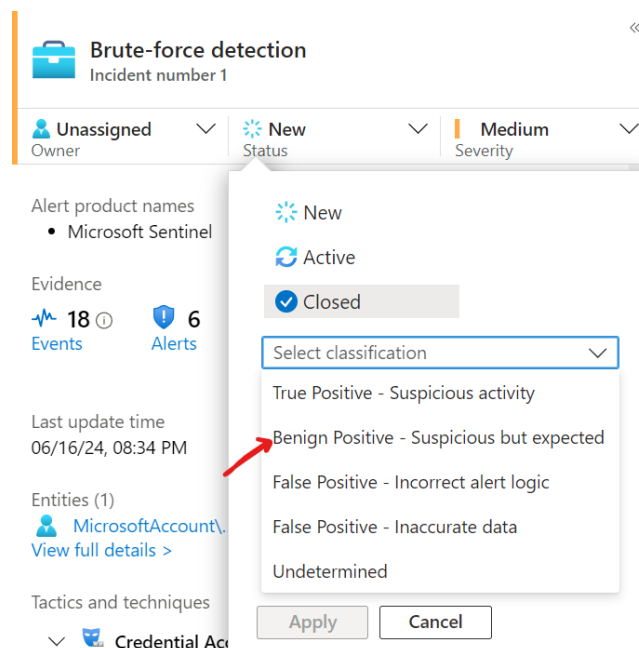 Brute-force detection
Incident number 1
Unassigned
Owner
New
Status
Medium
Severity
Alert product names
• Microsoft Sentinel
Evidence
18
Events
6
Alerts
Last update time
06/16/24, 08:34 PM
Entities (1)
MicrosoftAccount\.
View full details >
Tactics and techniques
Credential Acc
New
Active
Closed
Select classification
True Positive - Suspicious activity
Benign Positive - Suspicious but expected
False Positive - Incorrect alert logic
False Positive - Inaccurate data
Undetermined
Apply
Cancel